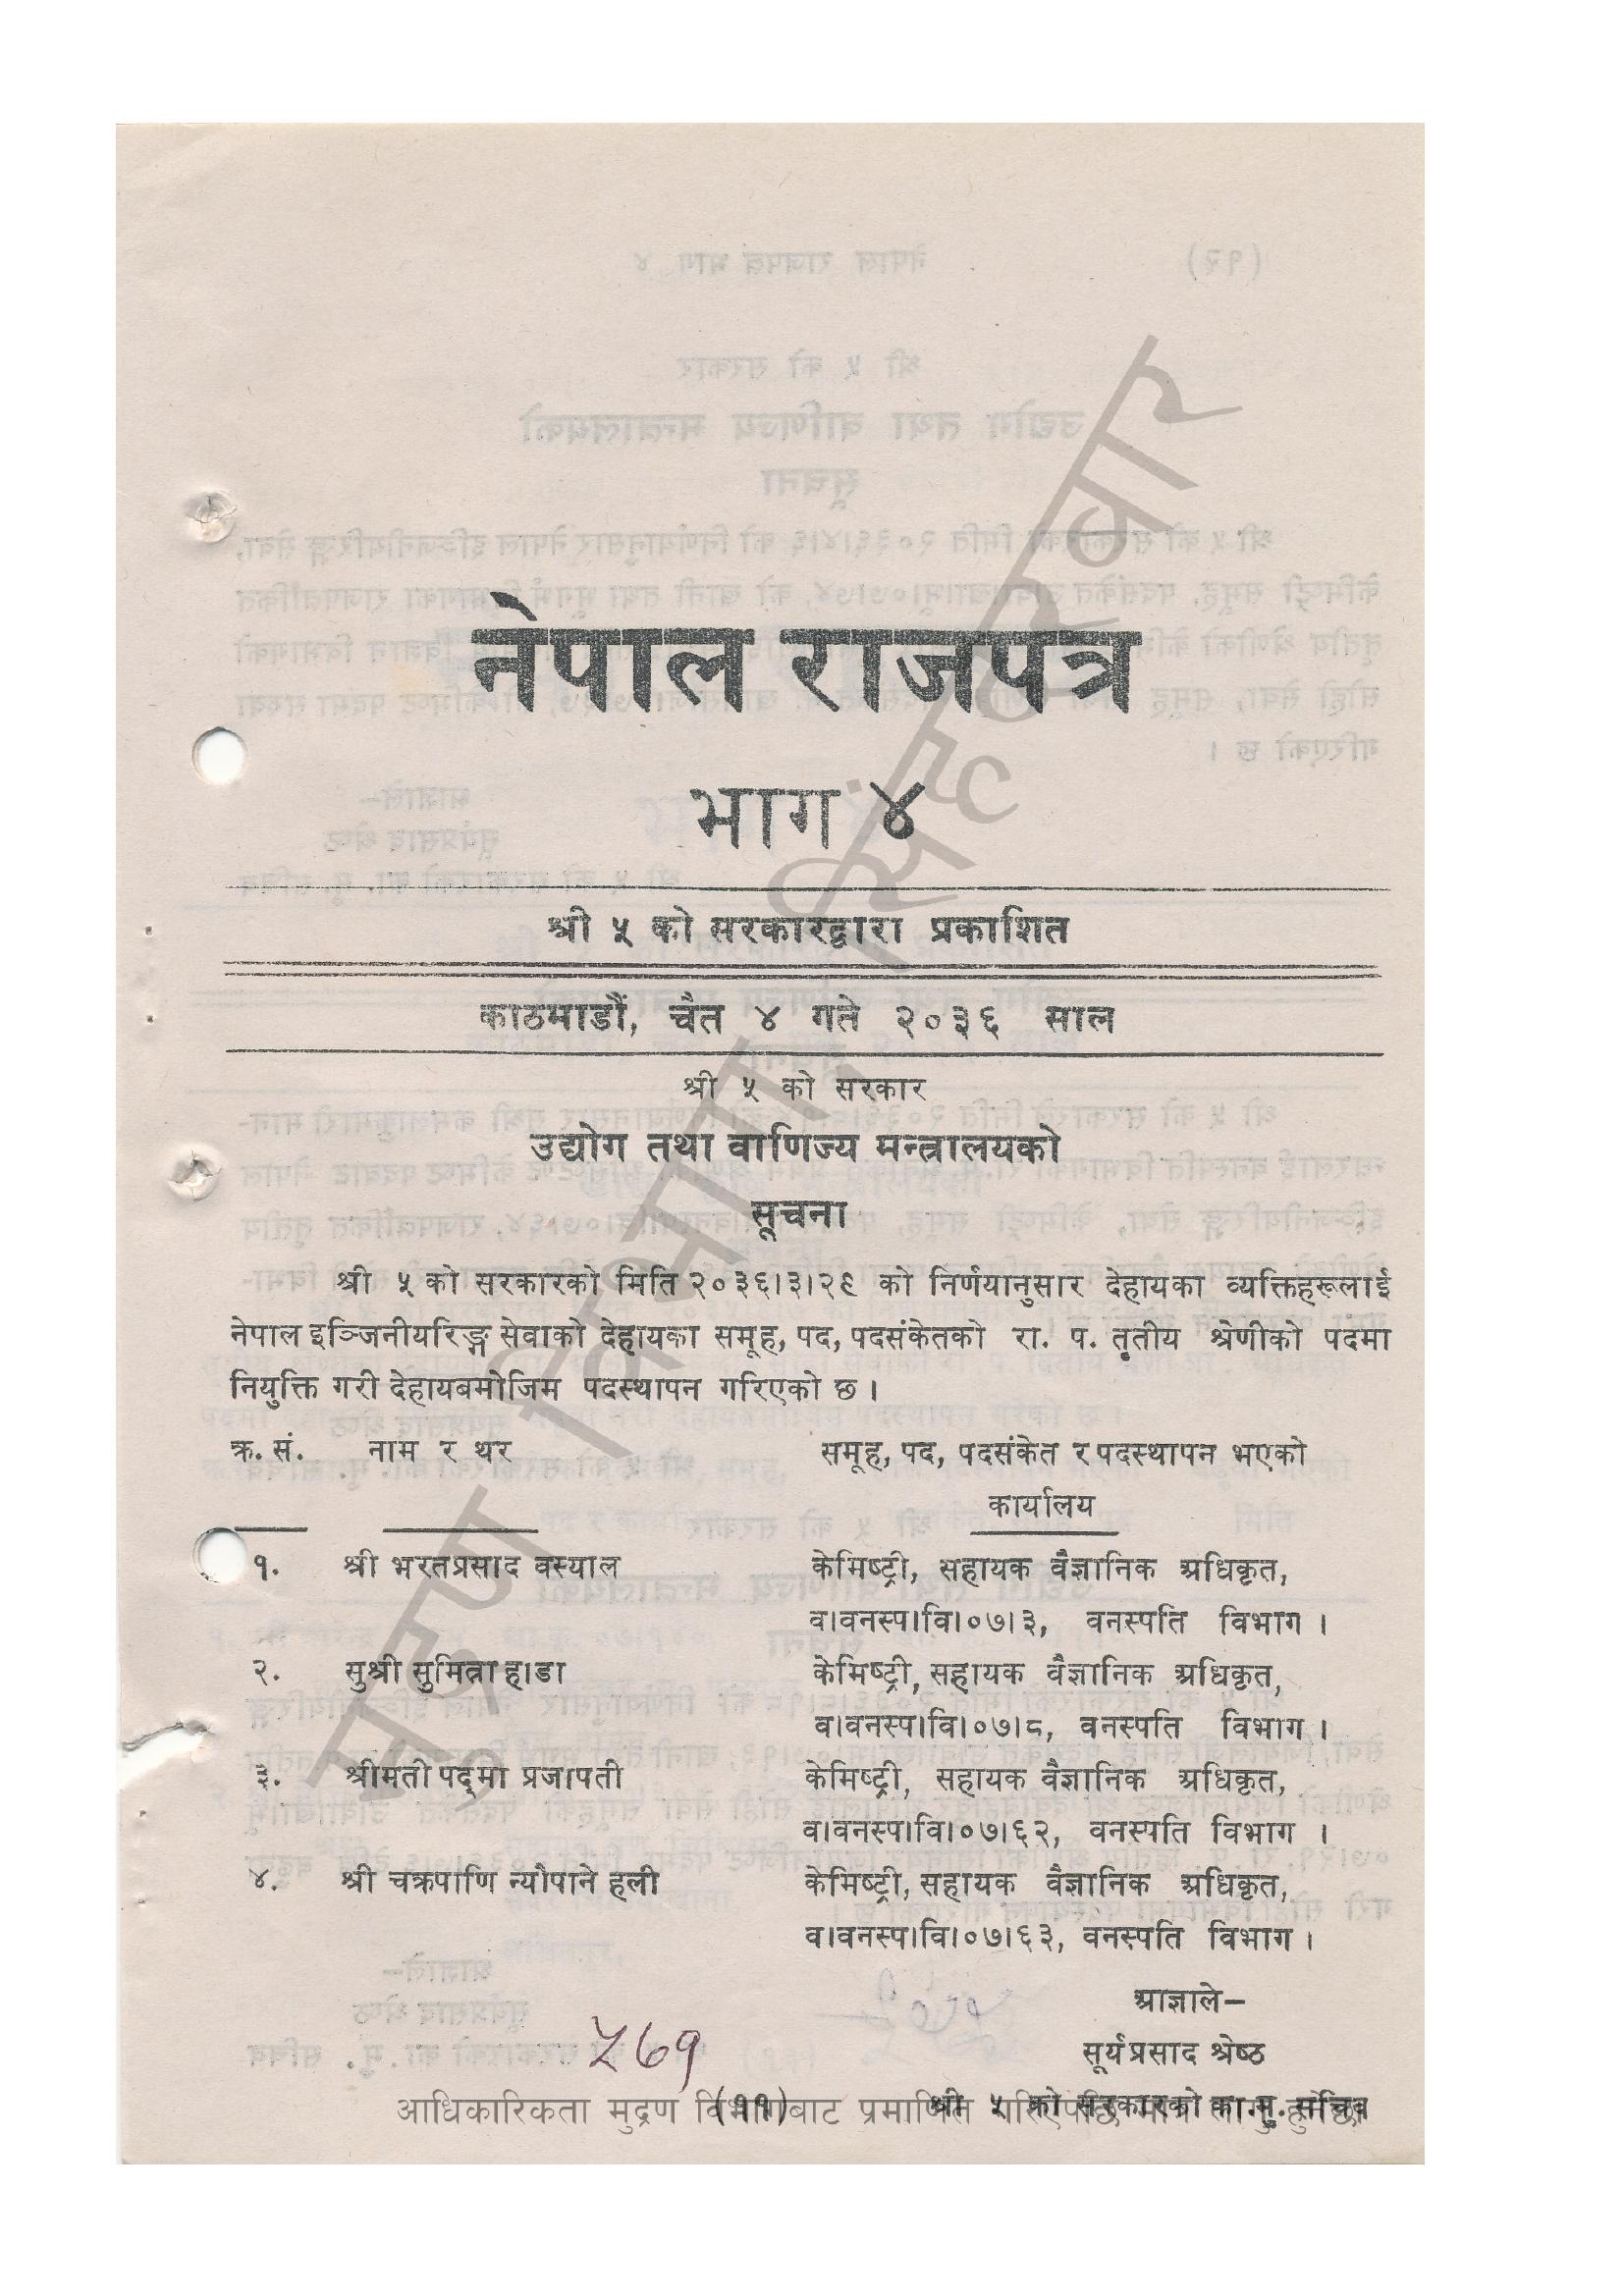 नेपाल राजपत्र
भाग ४
श्री ५ को सरकारद्वारा प्रकाशित
काठमाडौं, चैत ४ गते २०३६ साल
श्री ५ को सरकार
उद्योग तथा वाणिज्य मन्त्रालयको
सूचना
श्री ५ को सरकारको मिति २०३६।३।२९ को निर्णयानुसार देहायका व्यक्तिहरूलाई
नेपाल इञ्जिनीयरिङ्ग सेवाको देहायका समूह, पद, पदसंकेतको रा. प. तृतीय श्रेणीको पदमा
नियुक्ति गरी देहायबमोजिम पदस्थापन गरिएको छ ।
क्र. सं. नाम र थर समूह, पद, पदसंकेत र पदस्थापन भएको
कार्यालय
१. श्री भरतप्रसाद वस्याल केमिष्ट्री, सहायक वैज्ञानिक अधिकृत,
व।वनस्प।वि।०७।३, वनस्पति विभाग ।
२. सुश्री सुमित्रा हाडा केमिष्ट्री, सहायक वैज्ञानिक अधिकृत,
व।वनस्प।वि।०७।८, वनस्पति विभाग ।
३. श्रीमती पद्मा प्रजापती केमिष्ट्री, सहायक वैज्ञानिक अधिकृत,
व।वनस्प।वि।०७।६२, वनस्पति विभाग ।
४. श्री चक्रपाणि न्यौपाने हली केमिष्ट्री, सहायक वैज्ञानिक अधिकृत,
व।वनस्प।वि।०७।६३, वनस्पति विभाग ।
आज्ञाले–
सूर्यप्रसाद श्रेष्ठ
श्री ५ को सरकारको का.मु. सचिव
(११)
आधिकारिकता मुद्रण विभागबाट प्रमाणित गरिएपछि मात्र लागु हुनेछ।
मुद्रण विभाग, सिंहदरवार